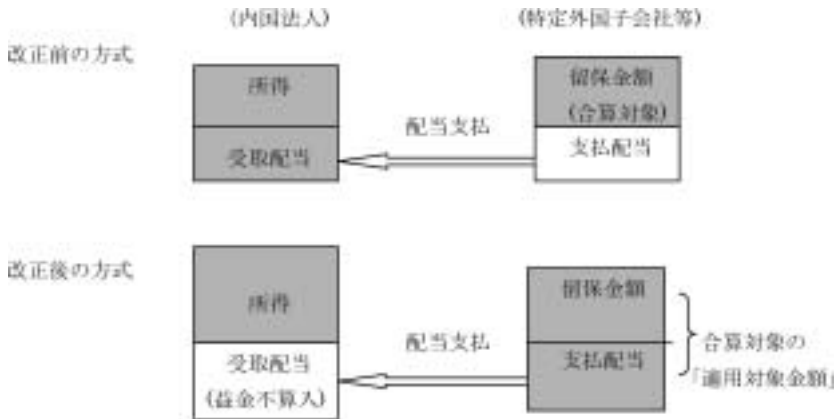 (内国法人)
(特定外国子会社等)
改正前の方式
所得
留保金額
(合算対象)
配当支払
受取配当
支払配当
改正後の方式
所得
留保金額
配当支払
合算対象の
「適用対象金額」
受取配当
(益金不算入)
支払配当